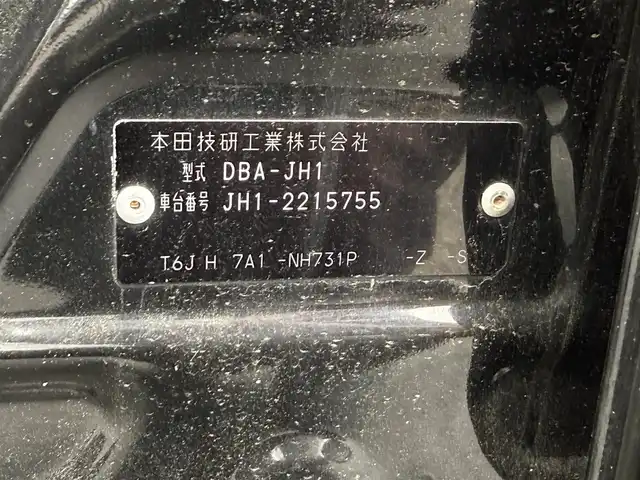 本田技研工業株式会社
型式 DBA-JH1
車台番号 JH1-2215755
T6J H 7A1 -NH731P -Z -S